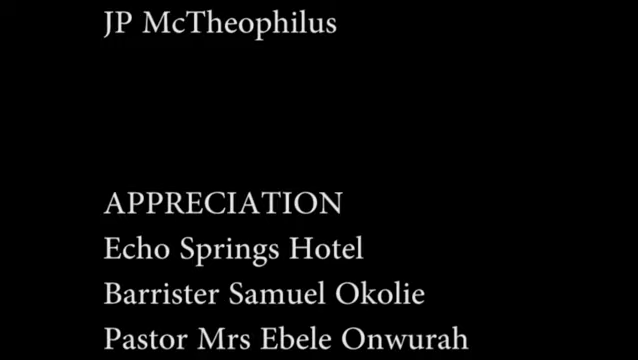 JP McTheophilus
APPRECIATION
Echo Springs Hotel
Barrister Samuel Okolie
Pastor Mrs Ebele Onwurah